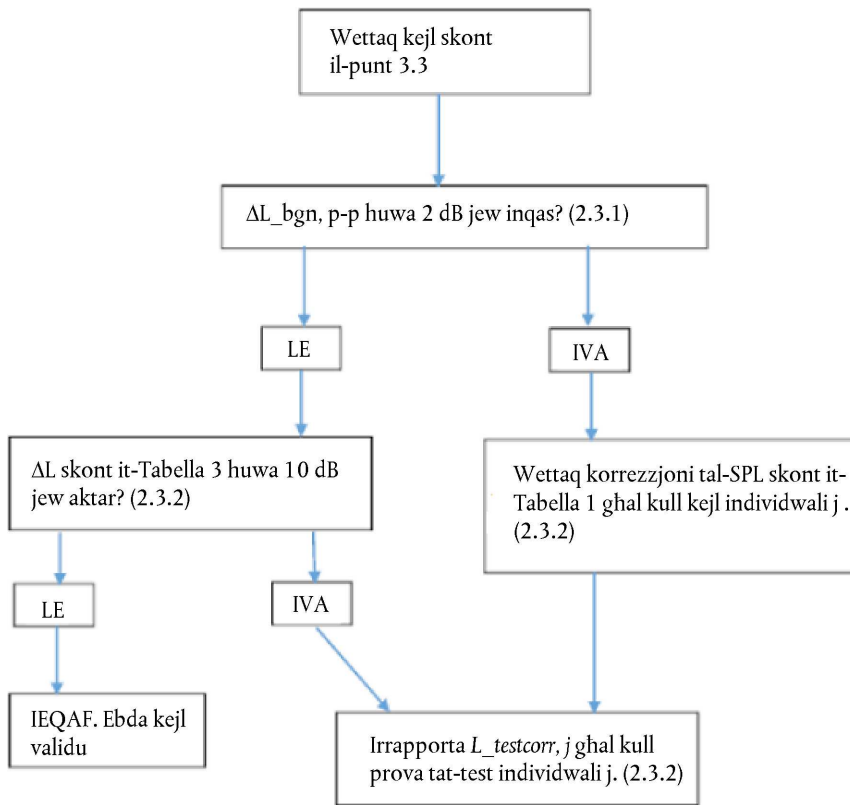 Wettaq kejl skont
il-punt 3.3
ΔL_bgn, p-p huwa 2 dB jew inqas? (2.3.1)
LE
IVA
ΔL skont it-Tabella 3 huwa 10 dB
jew aktar? (2.3.2)
Wettaq korrezzjoni tal-SPL skont it-
Tabella 1 għal kull kejl individwali j .
(2.3.2)
LE
IVA
IEQAF. Ebda kejl
validu
Irrapporta L_testcorr, j għal kull
prova tat-test individwali j. (2.3.2)